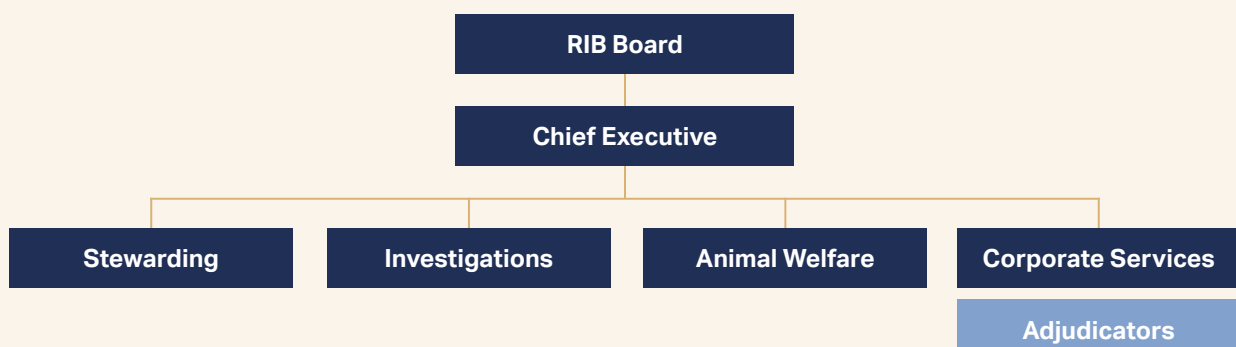 RIB Board
Chief Executive
Stewarding
Investigations
Animal Welfare
Corporate Services
Adjudicators